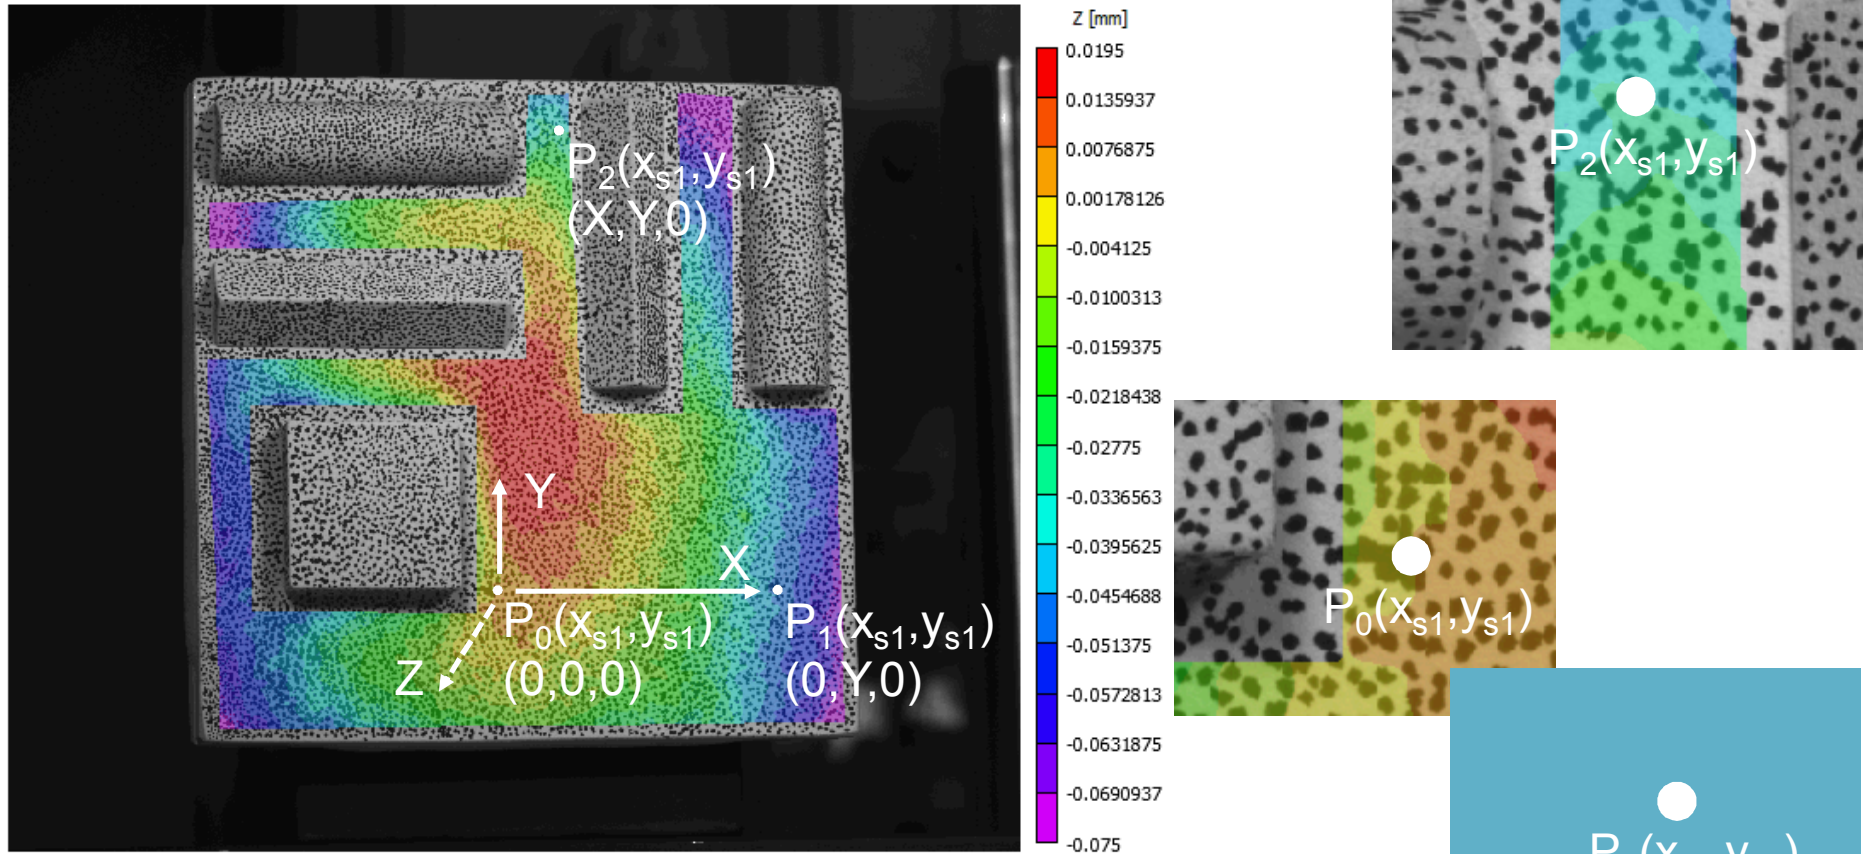 Z [mm]
0.0195
0.0135937
0.0076875
0.00178126
-0.004125
-0.0100313
-0.0159375
-0.0218438
-0.02775
-0.0336563
-0.0395625
-0.0454688
-0.051375
-0.0572813
-0.0631875
-0.0690937
-0.075
P2(xs1,ys1)
(X,Y,0)
Y
X
P0(xs1,ys1)
(0,0,0)
P1(xs1,ys1)
(0,Y,0)
Z
P2(xs1,ys1)
P0(xs1,ys1)